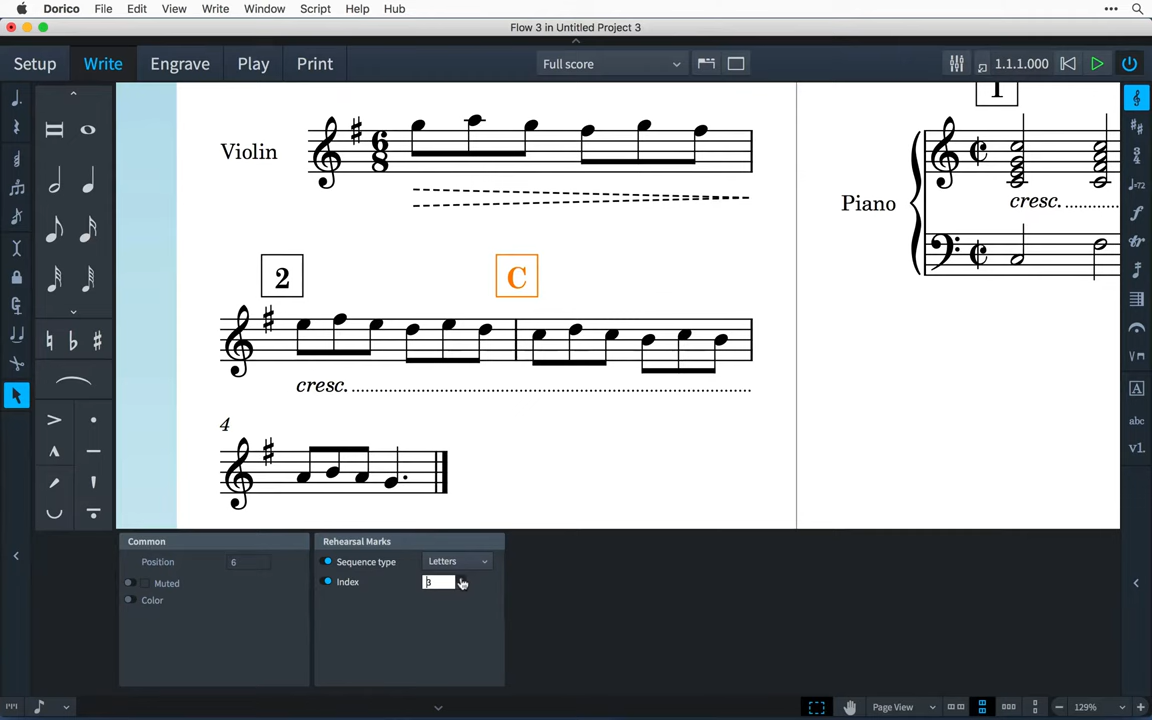 Dorico File Edit View Write Window Script Help Hub
Flow 3 in Untitled Project 3
Setup Write Engrave Play Print Full score 1.1.1.000
1
Violin 6 8
Piano cresc.
2 C
cresc.
4
Common Rehearsal Marks
Position 6 Sequence type Letters
Muted Index 3
Color
Page View 129%